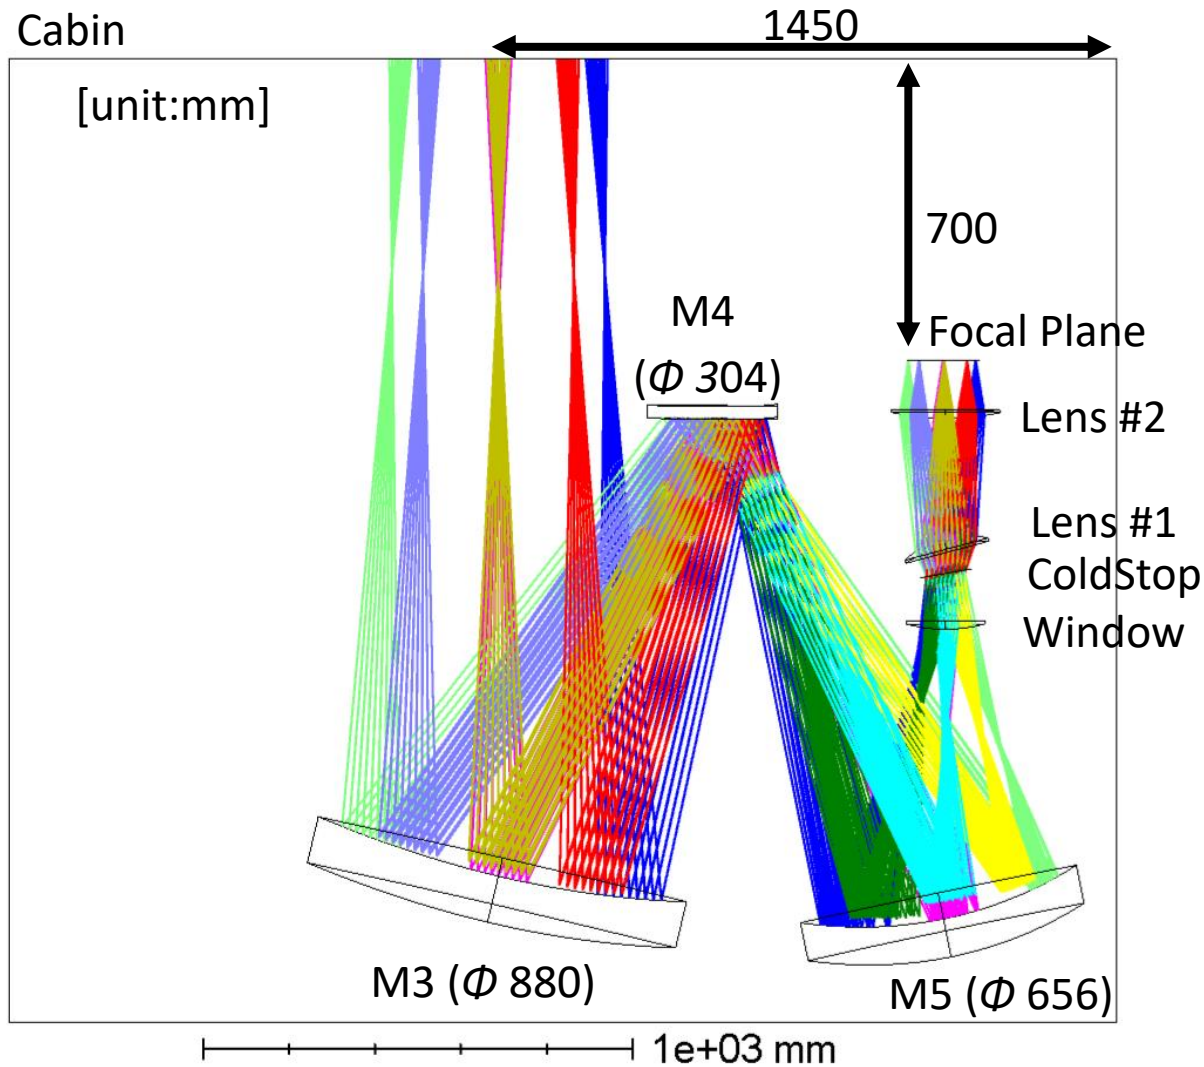 Cabin
1450
[unit:mm]
700
M4
(Φ 304)
Focal Plane
Lens #2
Lens #1
ColdStop
Window
M3 (Φ 880)
M5 (Φ 656)
1e+03 mm